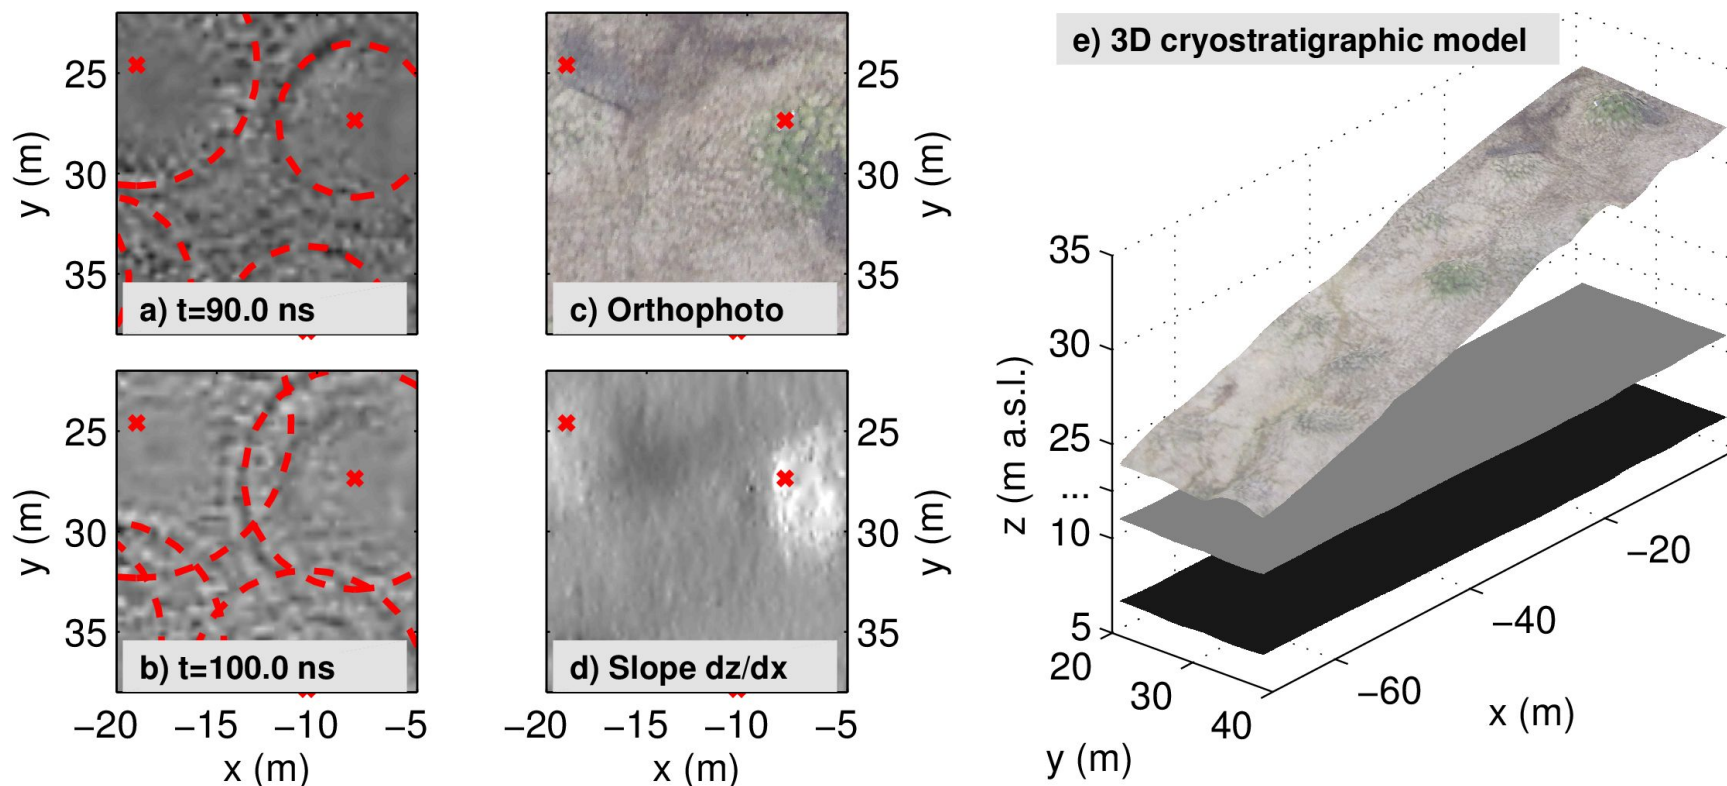 25
30
35
y (m)
a) t=90.0 ns
25
30
35
y (m)
c) Orthophoto
25
30
35
y (m)
b) t=100.0 ns
−20 −15 −10 −5
x (m)
25
30
35
y (m)
d) Slope dz/dx
−20 −15 −10 −5
x (m)
e) 3D cryostratigraphic model
35
30
25
...
10
5
z (m a.s.l.)
20
30
40
y (m)
−60
−40
−20
x (m)